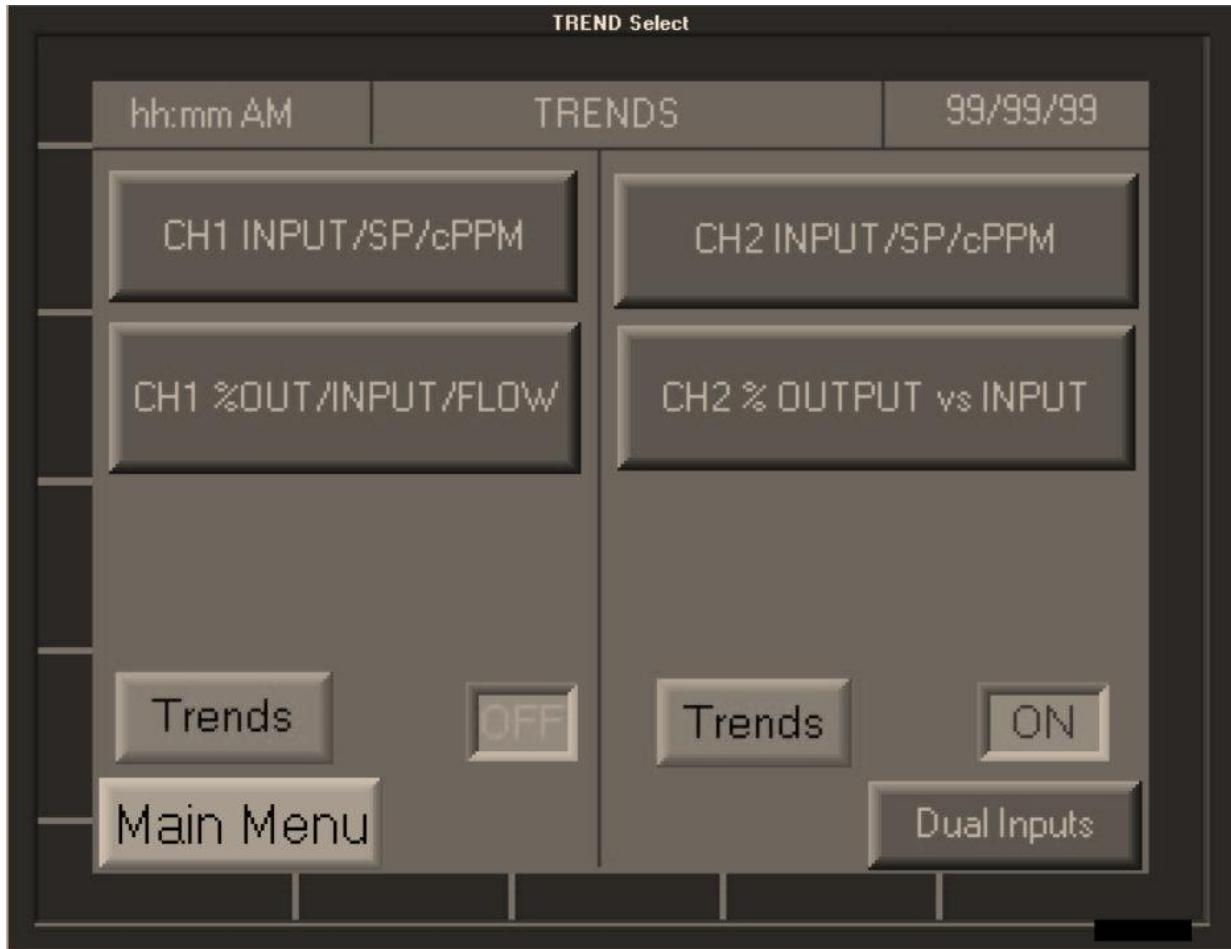 TREND Select
hh:mm AM TRENDS 99/99/99
CH1 INPUT/SP/cPPM
CH2 INPUT/SP/cPPM
CH1 %OUT/INPUT/FLOW
CH2 % OUTPUT vs INPUT
Trends OFF
Trends ON
Main Menu
Dual Inputs